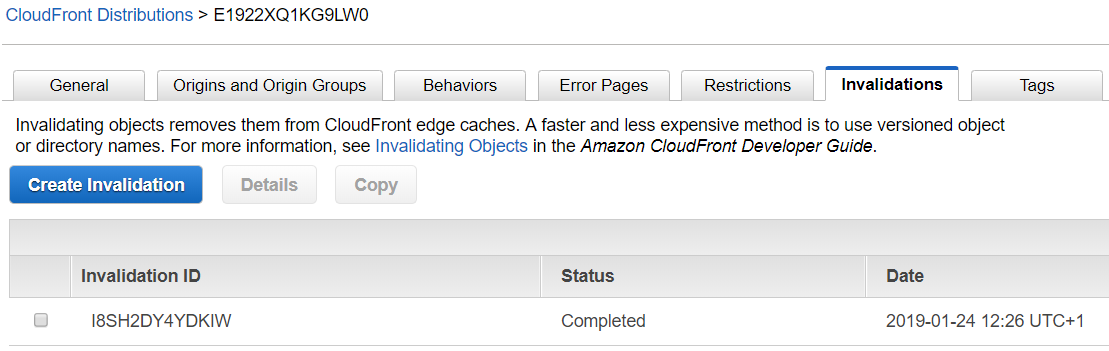 CloudFront Distributions > E1922XQ1KG9LW0
General Origins and Origin Groups Behaviors Error Pages Restrictions Invalidations Tags
Invalidating objects removes them from CloudFront edge caches. A faster and less expensive method is to use versioned object
or directory names. For more information, see Invalidating Objects in the Amazon CloudFront Developer Guide.
Create Invalidation Details Copy
Invalidation ID Status Date
I8SH2DY4YDKIW Completed 2019-01-24 12:26 UTC+1